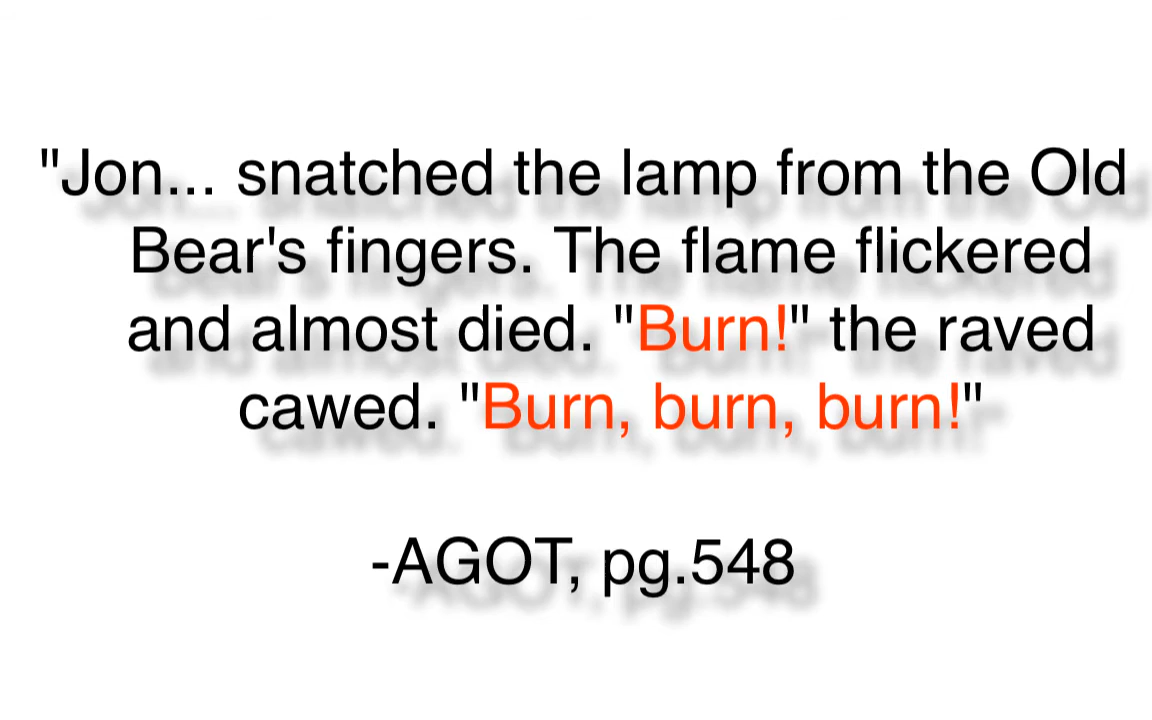 "Jon... snatched the lamp from the Old
Bear's fingers. The flame flickered
and almost died. "Burn!" the raved
cawed. "Burn, burn, burn!"
-AGOT, pg.548